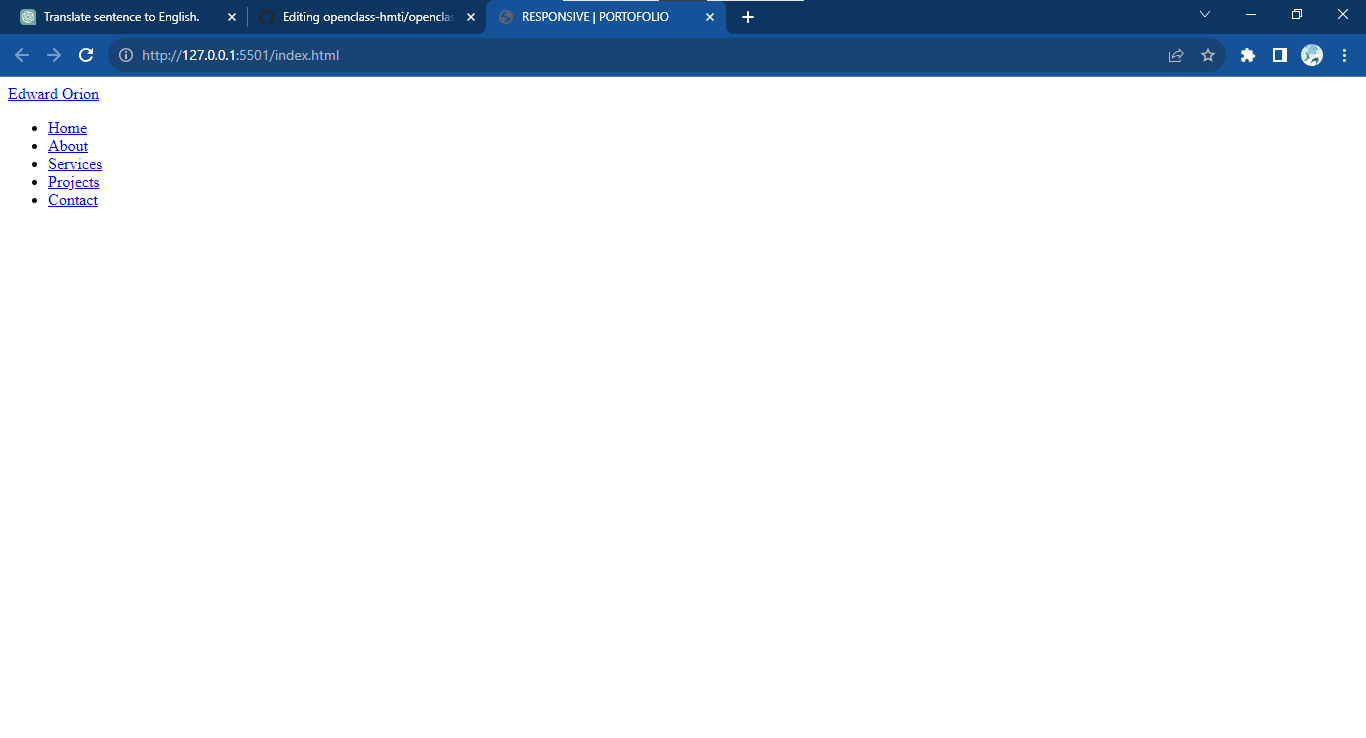 Translate sentence to English.
Editing openclass-hmti/openclas
RESPONSIVE | PORTOFOLIO
http://127.0.0.1:5501/index.html
Edward Orion
Home
About
Services
Projects
Contact